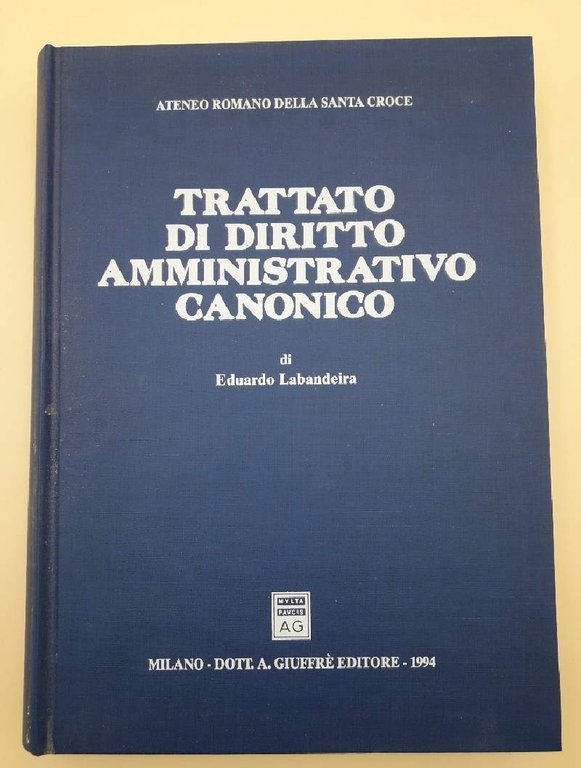 ATENEO ROMANO DELLA SANTA CROCE
TRATTATO
DI DIRITTO
AMMINISTRATIVO
CANONICO
di
Eduardo Labandeira
MVLTA
PAVCIS
AG
MILANO - DOTT. A. GIUFFRÈ EDITORE - 1994